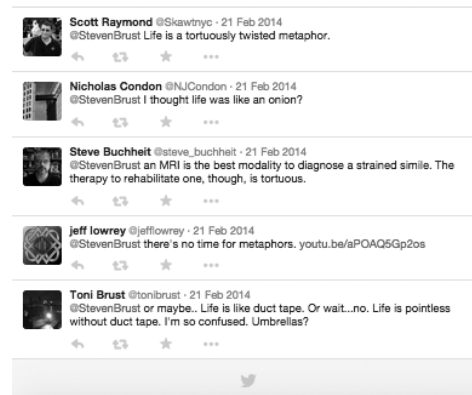 Scott Raymond @Skawtnyc · 21 Feb 2014
@StevenBrust Life is a tortuously twisted metaphor.
Nicholas Condon @NJCondon · 21 Feb 2014
@StevenBrust I thought life was like an onion?
Steve Buchheit @steve_buchheit · 21 Feb 2014
@StevenBrust an MRI is the best modality to diagnose a strained simile. The
therapy to rehabilitate one, though, is tortuous.
jeff lowrey @jefflowrey · 21 Feb 2014
@StevenBrust there's no time for metaphors. youtu.be/aPOAQ5Gp2os
Toni Brust @tonibrust · 21 Feb 2014
@StevenBrust or maybe.. Life is like duct tape. Or wait...no. Life is pointless
without duct tape. I'm so confused. Umbrellas?